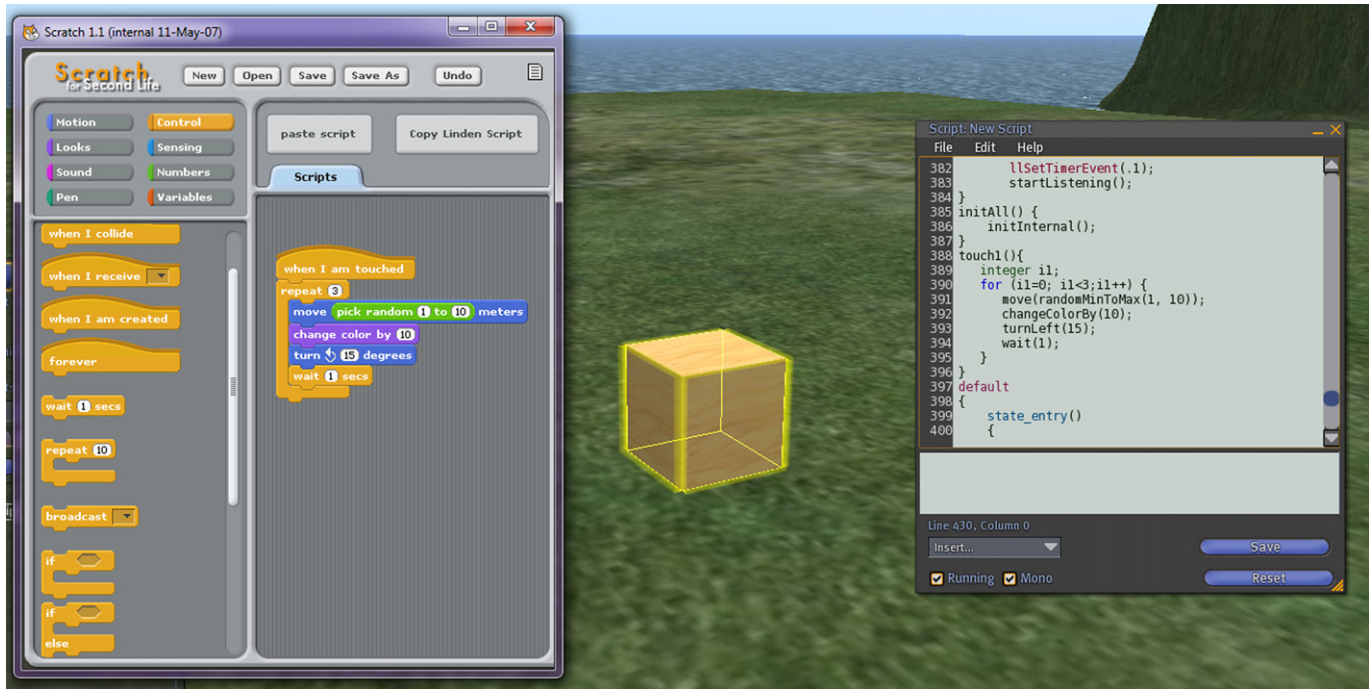 Scratch 1.1 (internal 11-May-07)
Scratch
for Second Life
New Open Save Save As Undo
Motion Control
Looks Sensing
Sound Numbers
Pen Variables
when I collide
when I receive
when I am created
forever
wait 1 secs
repeat 10
broadcast
if
if
else
paste script Copy Linden Script
Scripts
when I am touched
repeat 3
move pick random 1 to 10 meters
change color by 10
turn 15 degrees
wait 1 secs
Script: New Script
File Edit Help
382 llSetTimerEvent(.1);
383 startListening();
384 }
385 initAll() {
386 initInternal();
387 }
388 touch1(){
389 integer i1;
390 for (i1=0; i1<3;i1++) {
391 move(randomMinToMax(1, 10));
392 changeColorBy(10);
393 turnLeft(15);
394 wait(1);
395 }
396 }
397 default
398 {
399 state_entry()
400 {
Line 430, Column 0
Insert... Save
Running Mono Reset